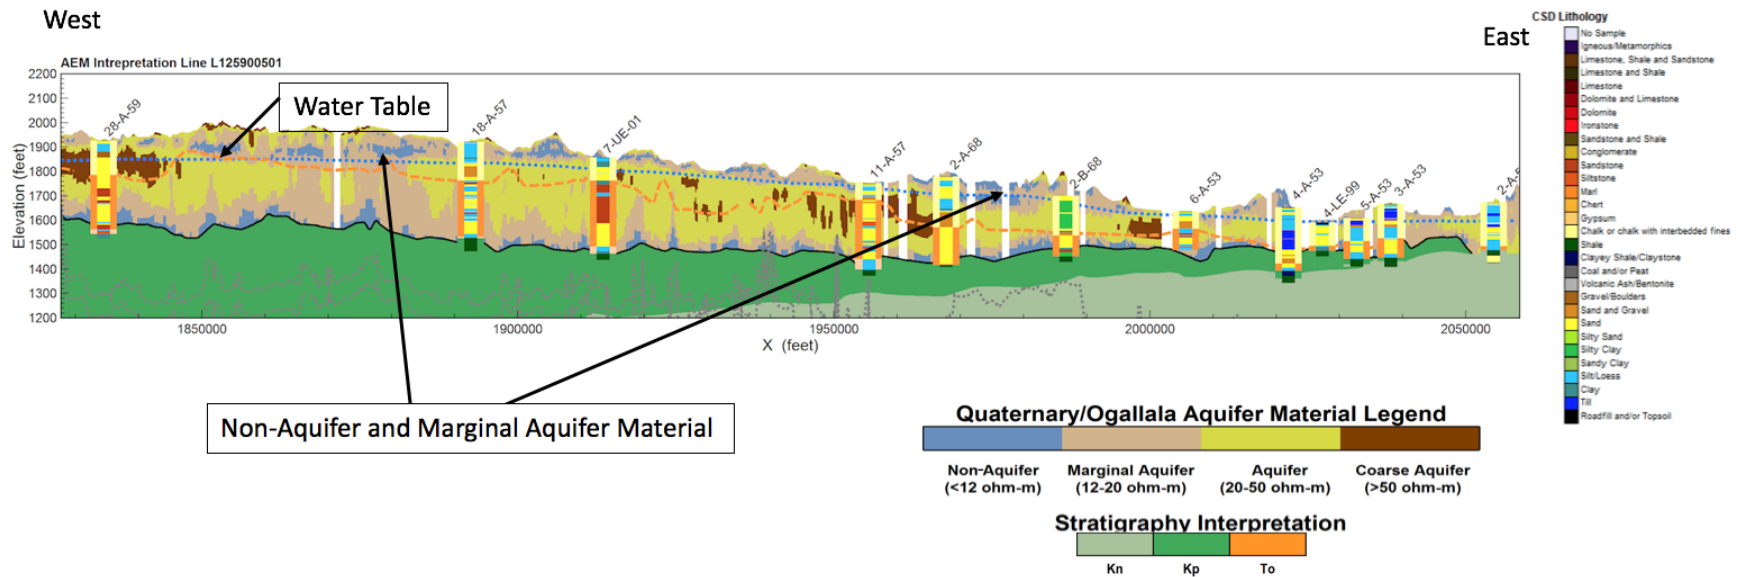 West
East
AEM Intrepretation Line L125900501
Water Table
28-A-59
18-A-57
7-UE-01
11-A-57
2-A-68
2-B-68
6-A-53
4-A-53
4-LE-99
5-A-53
3-A-53
2-A-5
Elevation (feet)
2200
2100
2000
1900
1800
1700
1600
1500
1400
1300
1200
1850000
1900000
1950000
2000000
2050000
X (feet)
Non-Aquifer and Marginal Aquifer Material
CSD Lithology
No Sample
Igneous/Metamorphics
Limestone, Shale and Sandstone
Limestone and Shale
Limestone
Dolomite and Limestone
Dolomite
Ironstone
Sandstone and Shale
Conglomerate
Sandstone
Siltstone
Marl
Chert
Gypsum
Chalk or chalk with interbedded fines
Shale
Clayey Shale/Claystone
Coal and/or Peat
Volcanic Ash/Bentonite
Gravel/Boulders
Sand and Gravel
Sand
Silty Sand
Silty Clay
Sandy Clay
Silt/Loess
Clay
Till
Roadfill and/or Topsoil
Quaternary/Ogallala Aquifer Material Legend
Non-Aquifer Marginal Aquifer Aquifer Coarse Aquifer
(<12 ohm-m) (12-20 ohm-m) (20-50 ohm-m) (>50 ohm-m)
Stratigraphy Interpretation
Kn Kp To